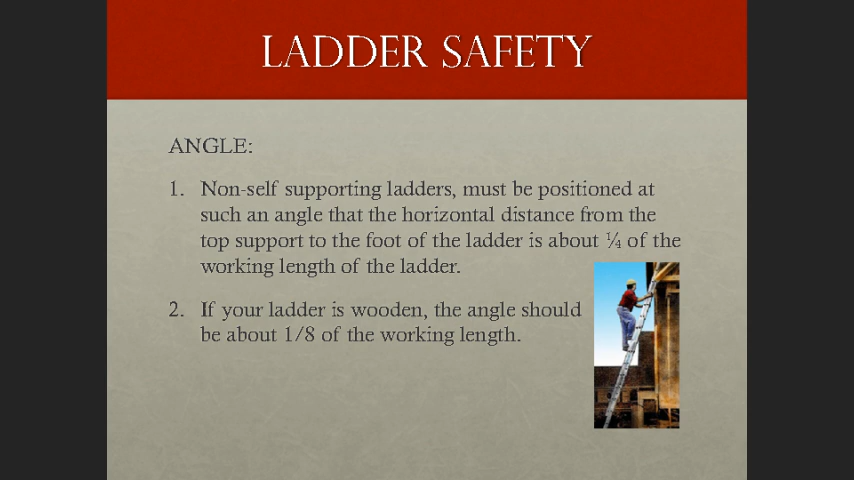 LADDER SAFETY
ANGLE:
1. Non-self supporting ladders, must be positioned at
such an angle that the horizontal distance from the
top support to the foot of the ladder is about ¼ of the
working length of the ladder.
2. If your ladder is wooden, the angle should
be about 1/8 of the working length.